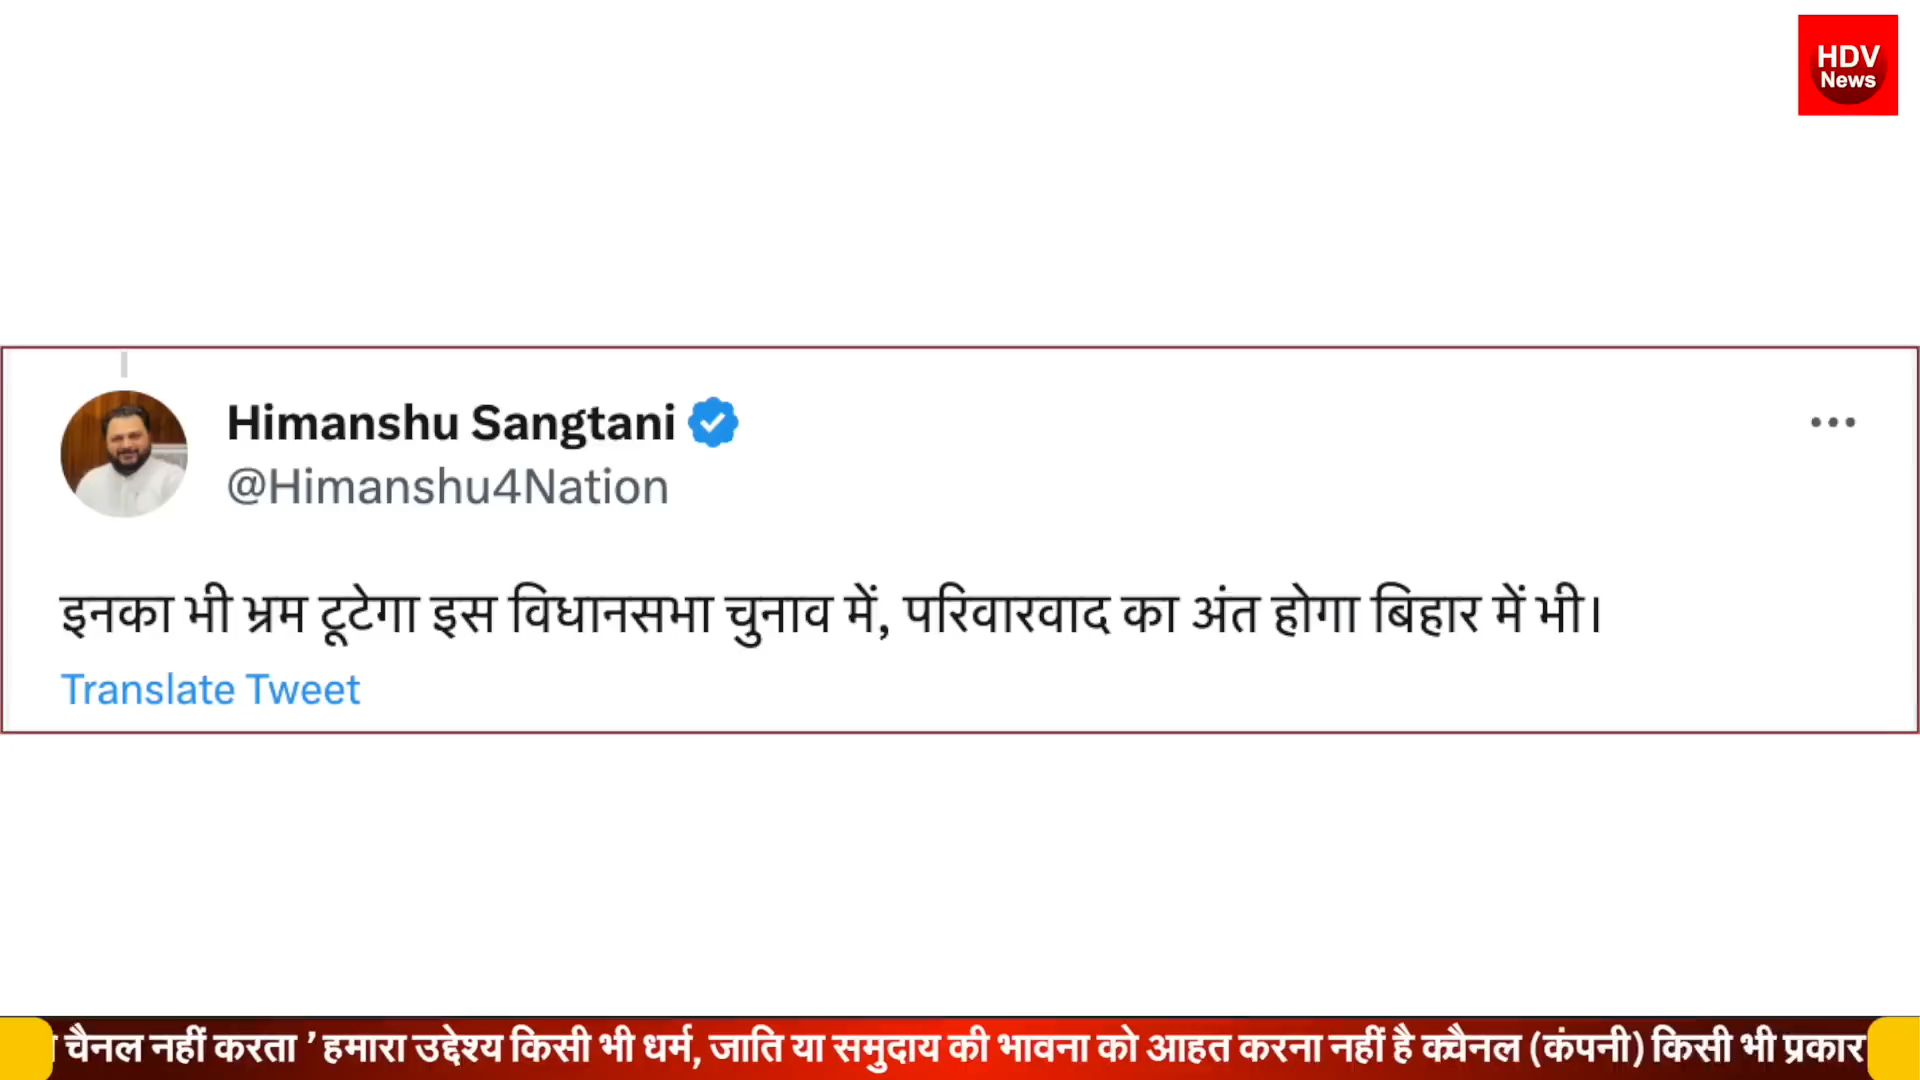 HDV
News
Himanshu Sangtani
@Himanshu4Nation
इनका भी भ्रम टूटेगा इस विधानसभा चुनाव में, परिवारवाद का अंत होगा बिहार में भी।
Translate Tweet
चैनल नहीं करता ’ हमारा उद्देश्य किसी भी धर्म, जाति या समुदाय की भावना को आहत करना नहीं है चैनल (कंपनी) किसी भी प्रकार